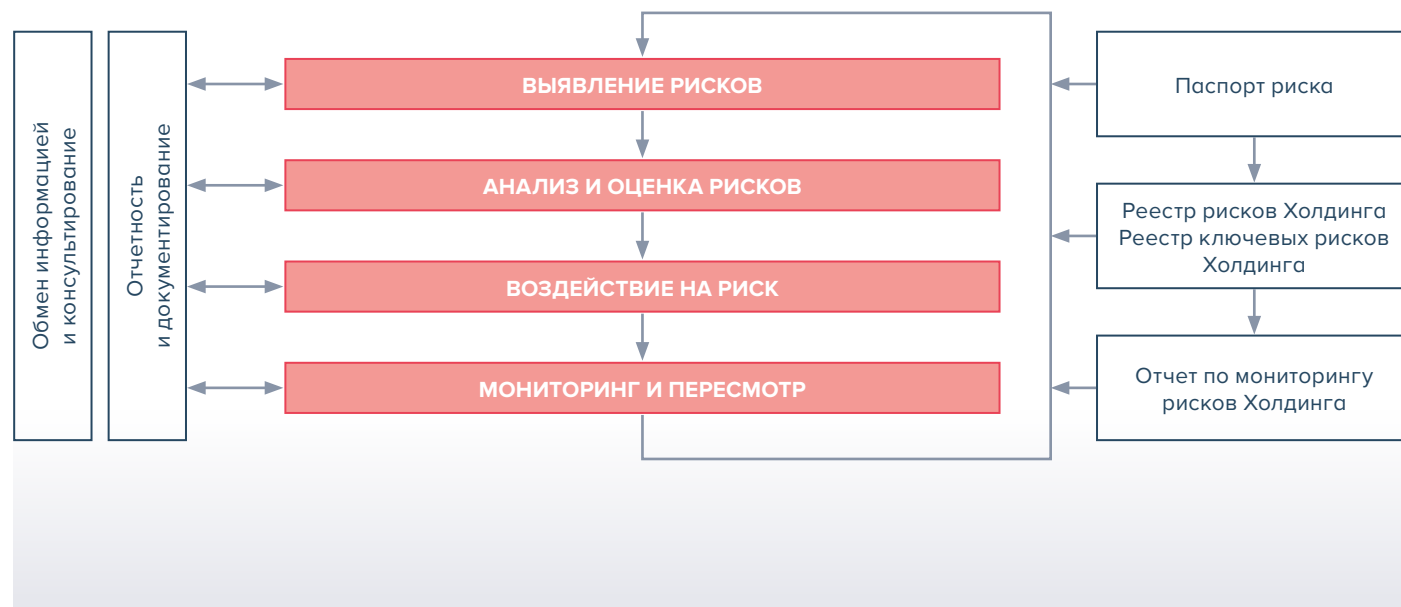 Обмен информацией
и консультирование
Отчетность
и документирование
ВЫЯВЛЕНИЕ РИСКОВ
АНАЛИЗ И ОЦЕНКА РИСКОВ
ВОЗДЕЙСТВИЕ НА РИСК
МОНИТОРИНГ И ПЕРЕСМОТР
Паспорт риска
Реестр рисков Холдинга
Реестр ключевых рисков
Холдинга
Отчет по мониторингу
рисков Холдинга